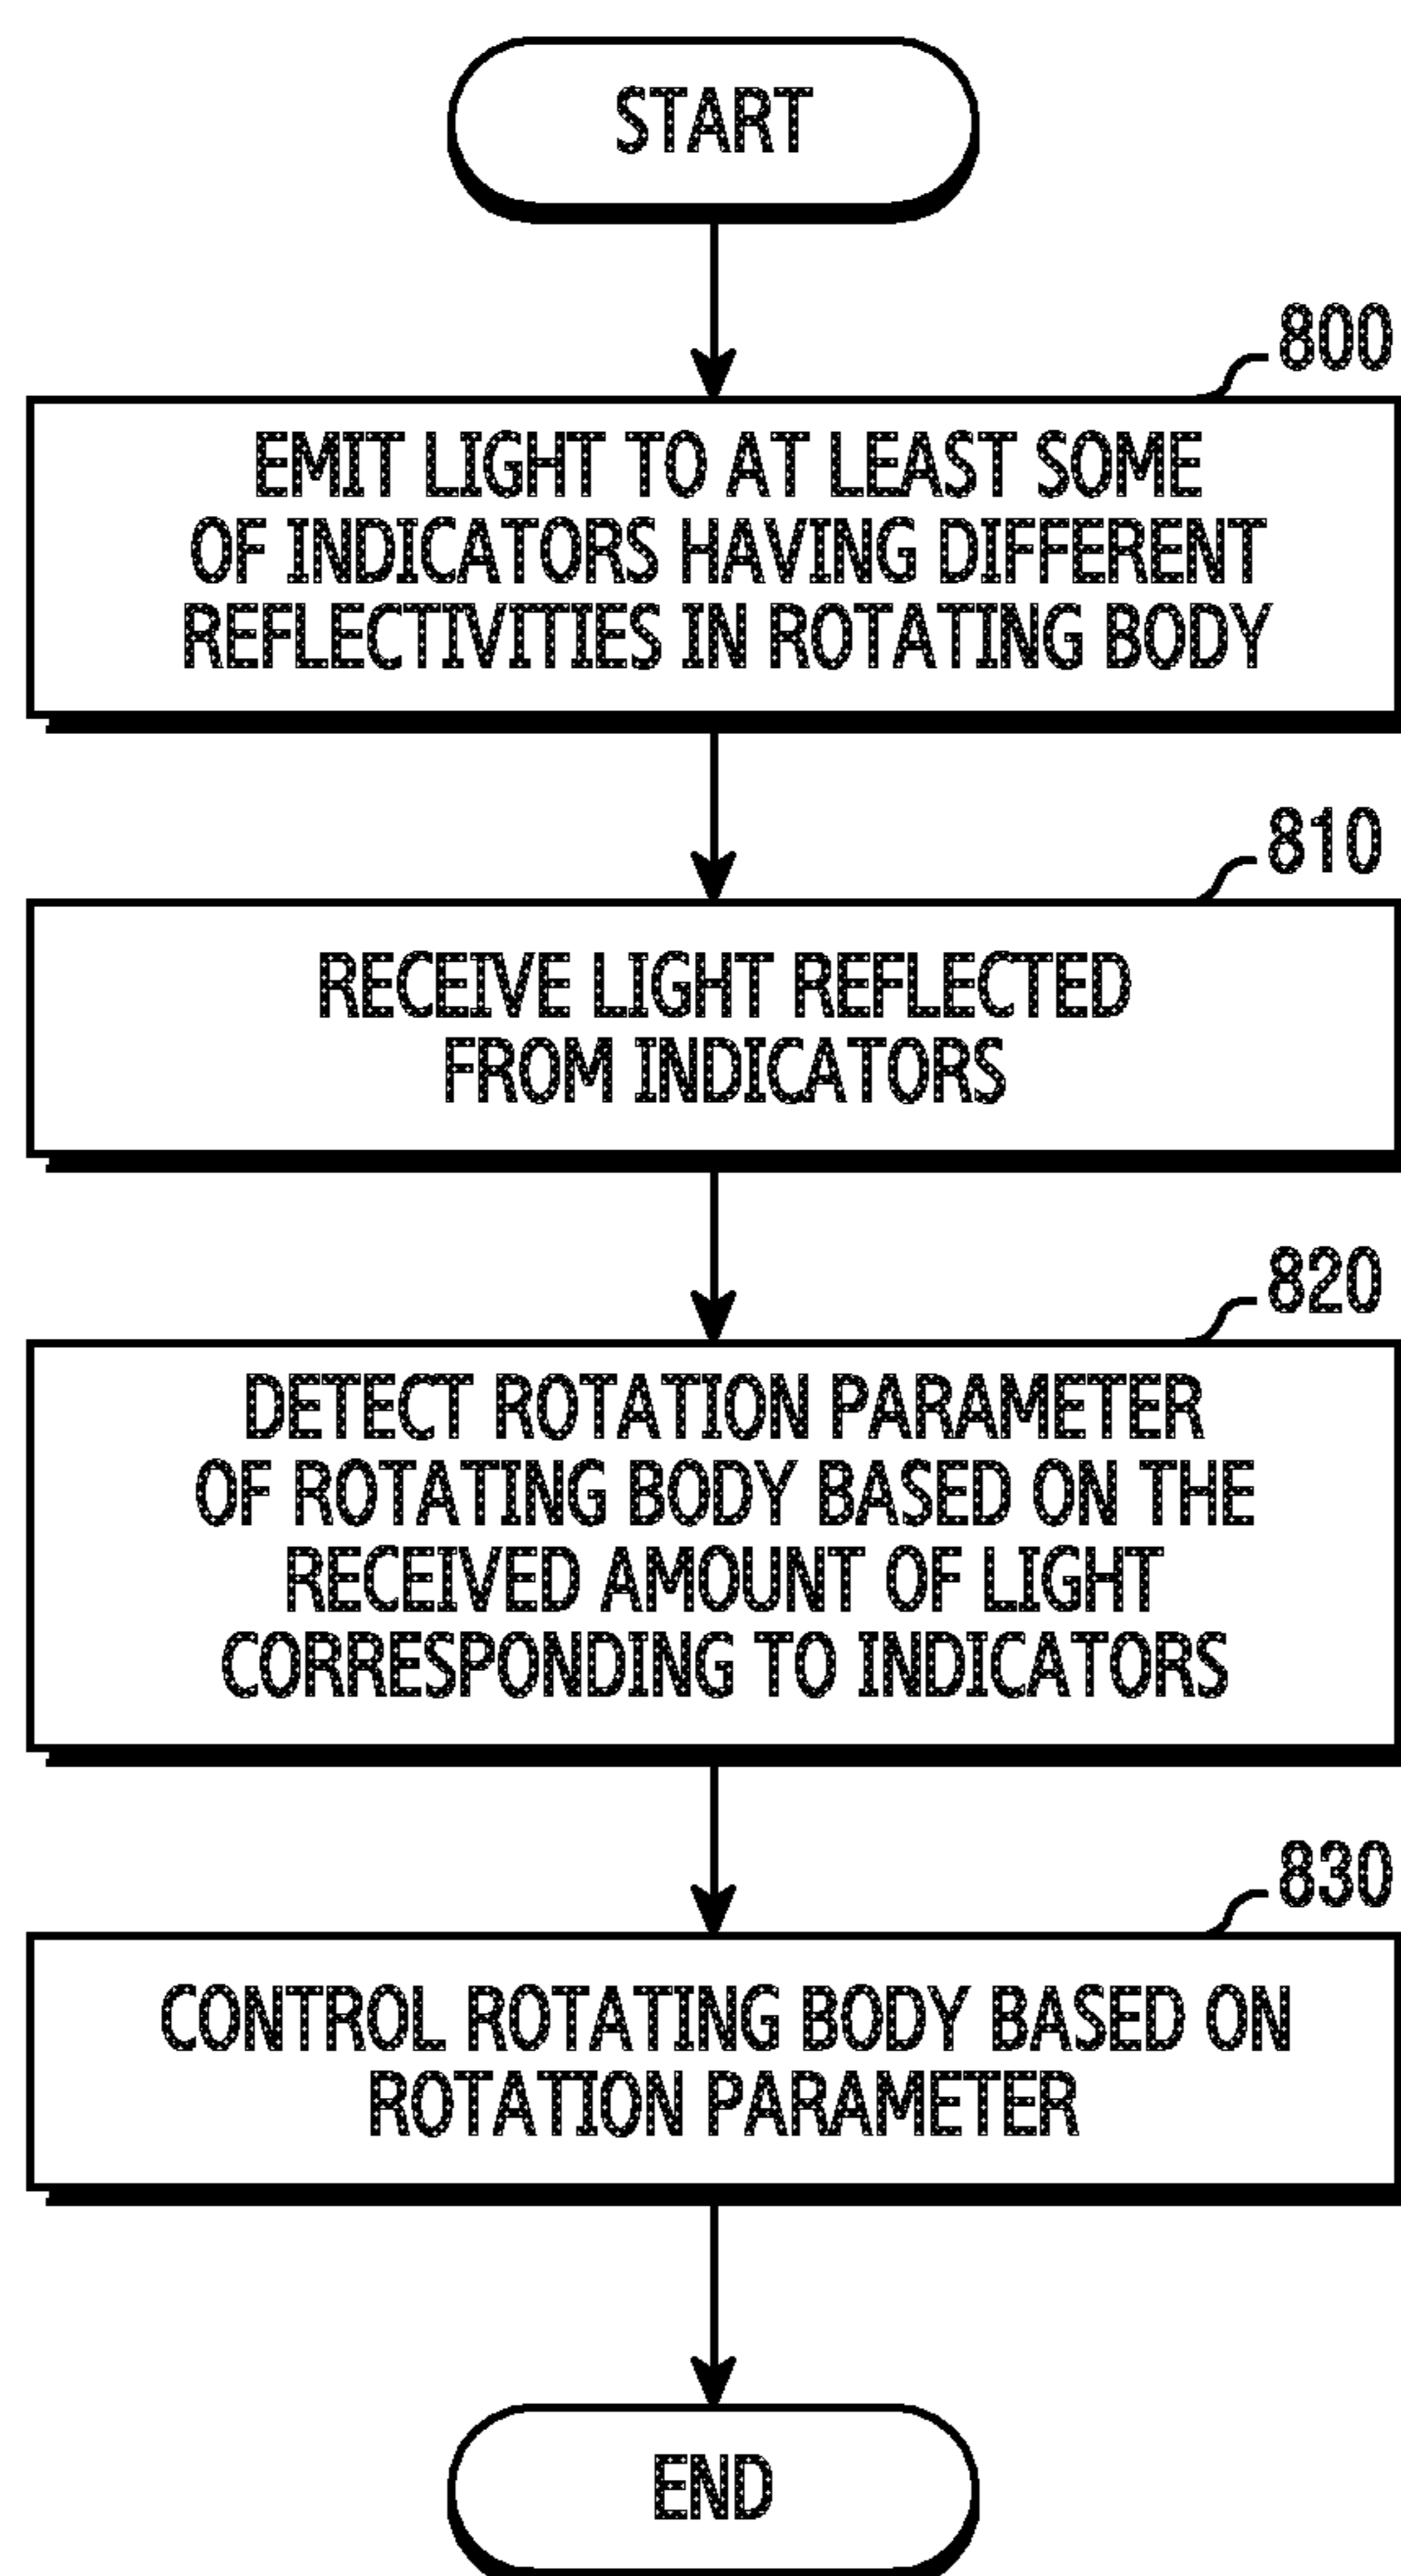 START
800
EMIT LIGHT TO AT LEAST SOME
OF INDICATORS HAVING DIFFERENT
REFLECTIVITIES IN ROTATING BODY
810
RECEIVE LIGHT REFLECTED
FROM INDICATORS
820
DETECT ROTATION PARAMETER
OF ROTATING BODY BASED ON THE
RECEIVED AMOUNT OF LIGHT
CORRESPONDING TO INDICATORS
830
CONTROL ROTATING BODY BASED ON
ROTATION PARAMETER
END